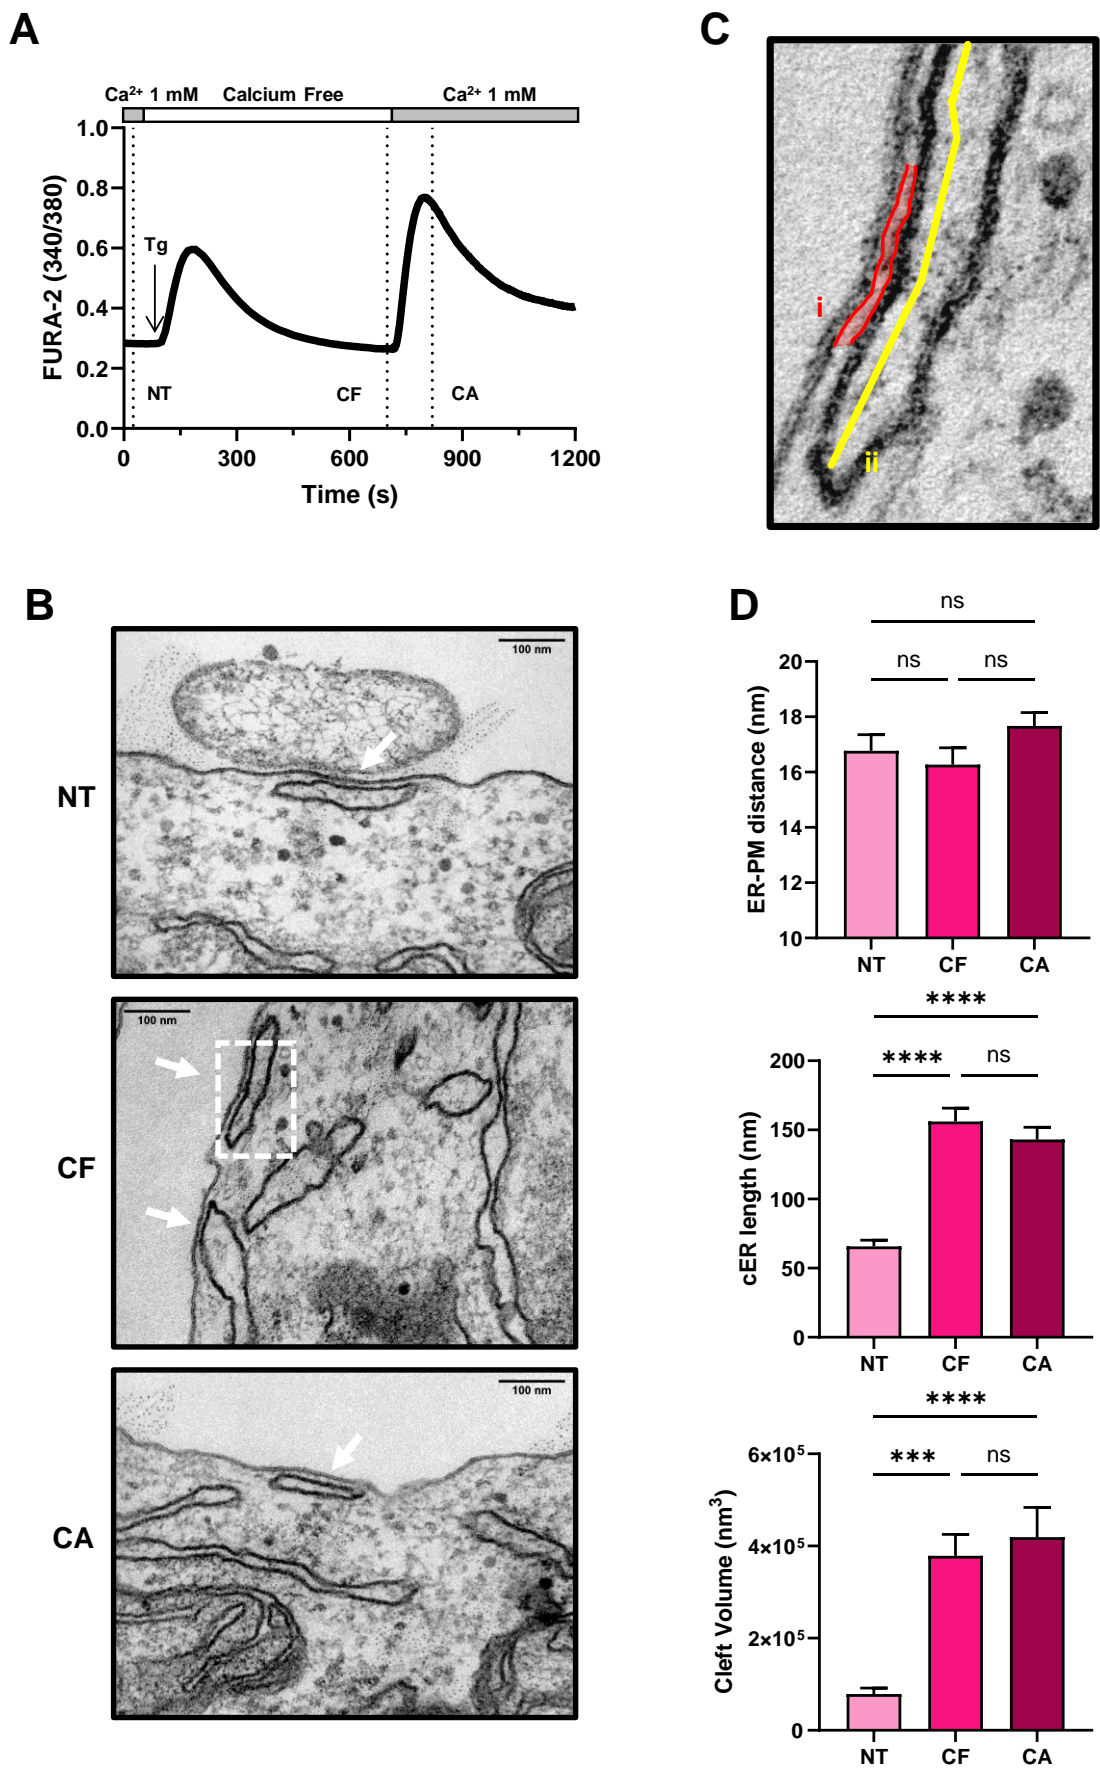 A
Ca²⁺ 1 mM Calcium Free Ca²⁺ 1 mM
1.0
0.8
0.6
0.4
0.2
0.0
FURA-2 (340/380)
Tg
NT
CF
CA
0 300 600 900 1200
Time (s)
C
i
ii
B
NT
100 nm
CF
100 nm
CA
100 nm
D
ns
ns ns
20
18
16
14
12
10
ER-PM distance (nm)
NT CF CA
****
**** ns
200
150
100
50
0
cER length (nm)
NT CF CA
****
*** ns
6×10⁵
4×10⁵
2×10⁵
0
Cleft Volume (nm³)
NT CF CA